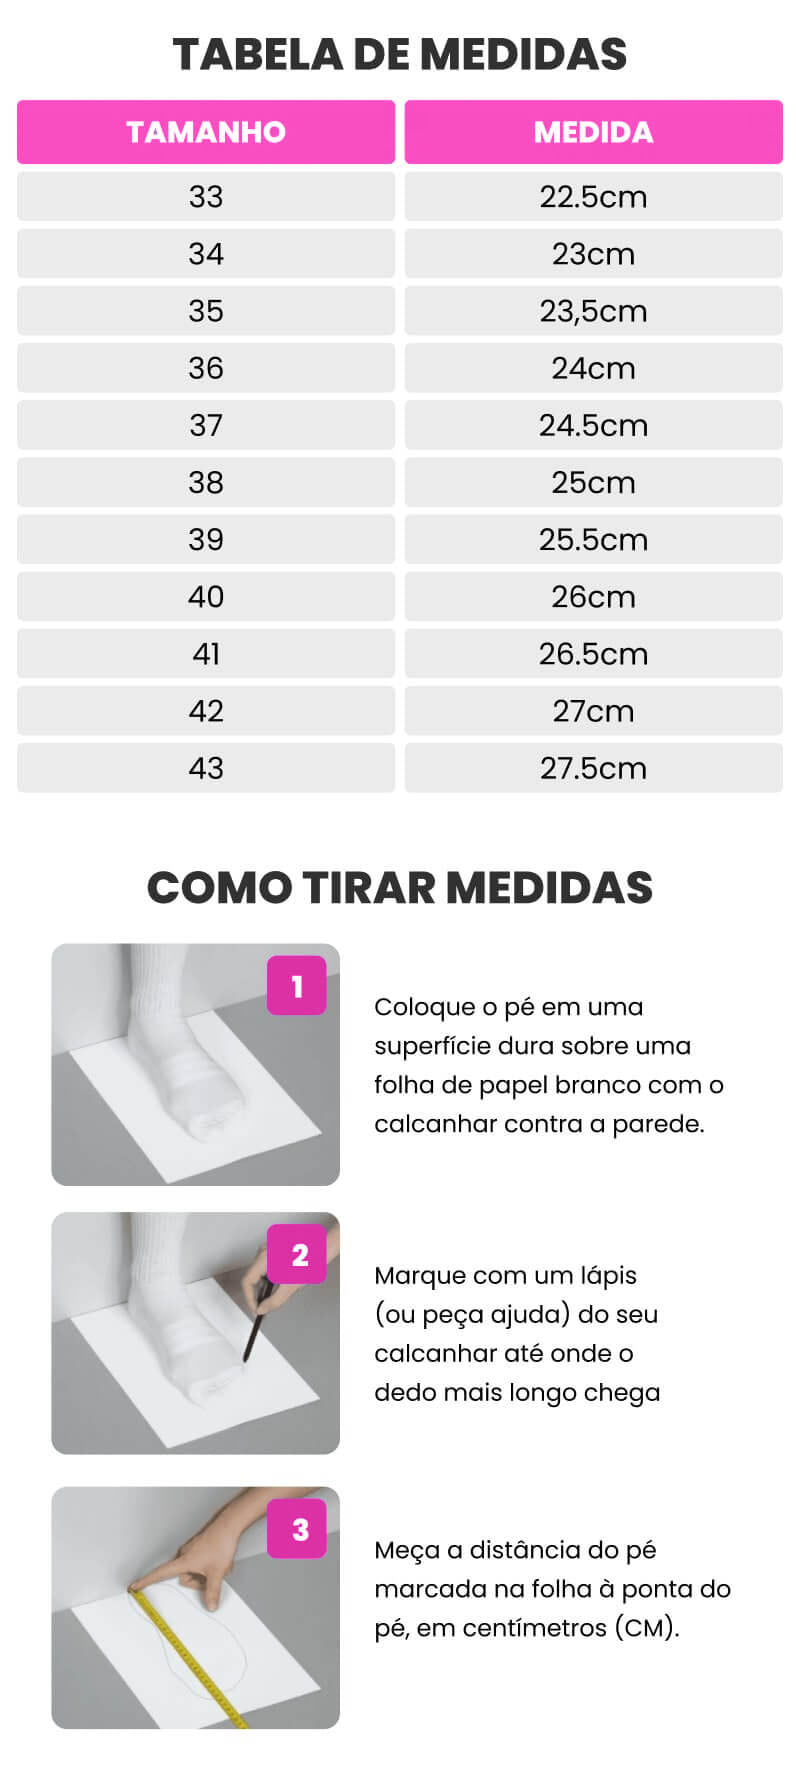 TABELA DE MEDIDAS
TAMANHO MEDIDA
33 22.5cm
34 23cm
35 23,5cm
36 24cm
37 24.5cm
38 25cm
39 25.5cm
40 26cm
41 26.5cm
42 27cm
43 27.5cm
COMO TIRAR MEDIDAS
1
Coloque o pé em uma
superfície dura sobre uma
folha de papel branco com o
calcanhar contra a parede.
2
Marque com um lápis
(ou peça ajuda) do seu
calcanhar até onde o
dedo mais longo chega
3
Meça a distância do pé
marcada na folha à ponta do
pé, em centímetros (CM).